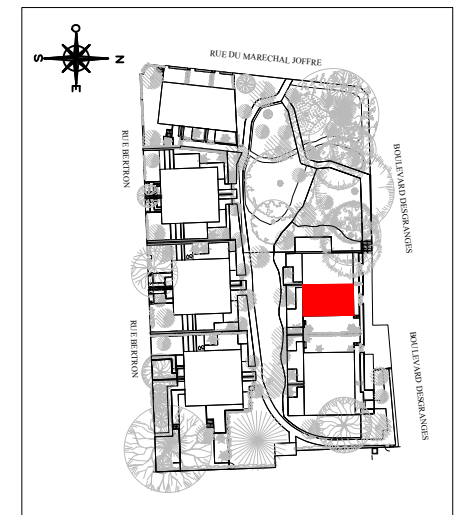 O
S
N
E
RUE DU MARECHAL JOFFRE
RUE BERTRON
BOULEVARD DESGRANGES
RUE BERTRON
BOULEVARD DESGRANGES